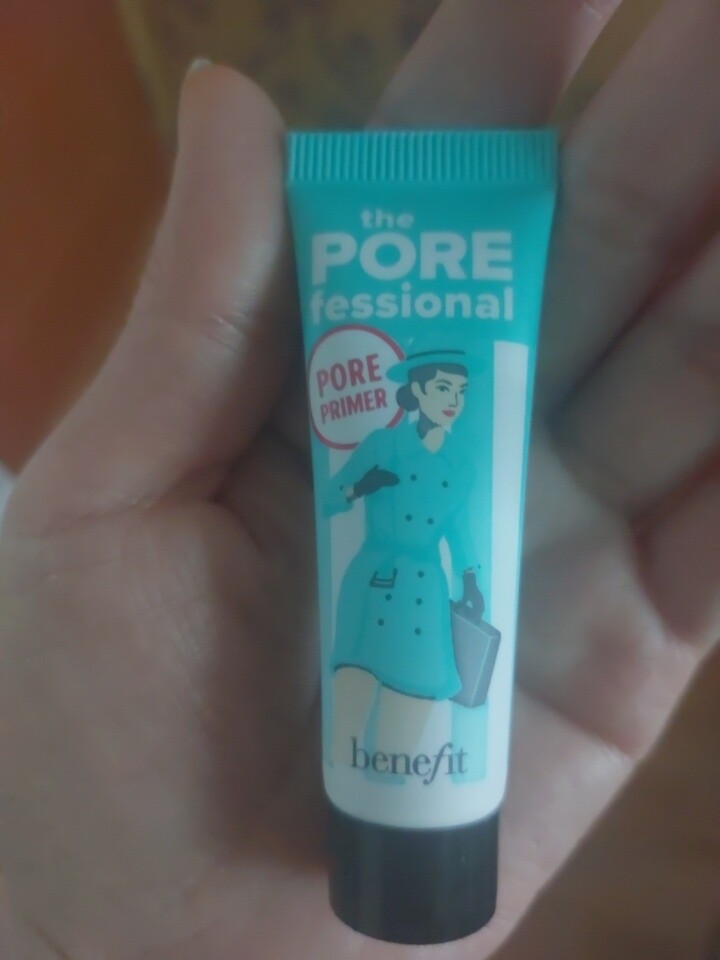 the
PORE
fessional
PORE
PRIMER
benefit